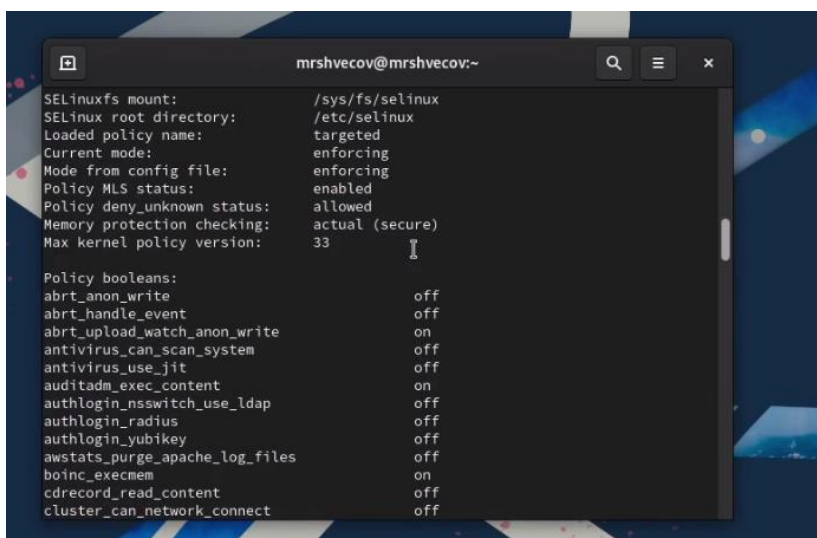 mrshvecov@mrshvecov:~
SELinuxfs mount: /sys/fs/selinux
SELinux root directory: /etc/selinux
Loaded policy name: targeted
Current mode: enforcing
Mode from config file: enforcing
Policy MLS status: enabled
Policy deny_unknown status: allowed
Memory protection checking: actual (secure)
Max kernel policy version: 33
Policy booleans:
abrt_anon_write off
abrt_handle_event off
abrt_upload_watch_anon_write on
antivirus_can_scan_system off
antivirus_use_jit off
auditadm_exec_content on
authlogin_nsswitch_use_ldap off
authlogin_radius off
authlogin_yubikey off
awstats_purge_apache_log_files off
boinc_execmem on
cdrecord_read_content off
cluster_can_network_connect off